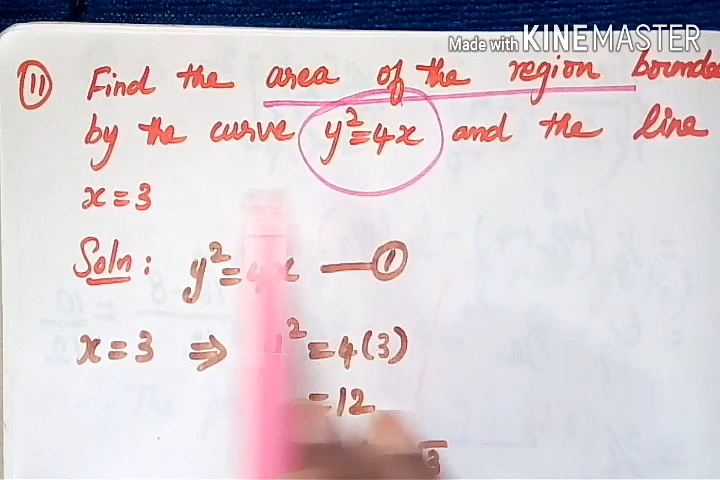 Made with KINEMASTER
11 Find the area of the region bounde
by the curve y²=4x and the line
x=3
Soln: y²=4x —①
x=3 ⇒ ²=4(3)
=12